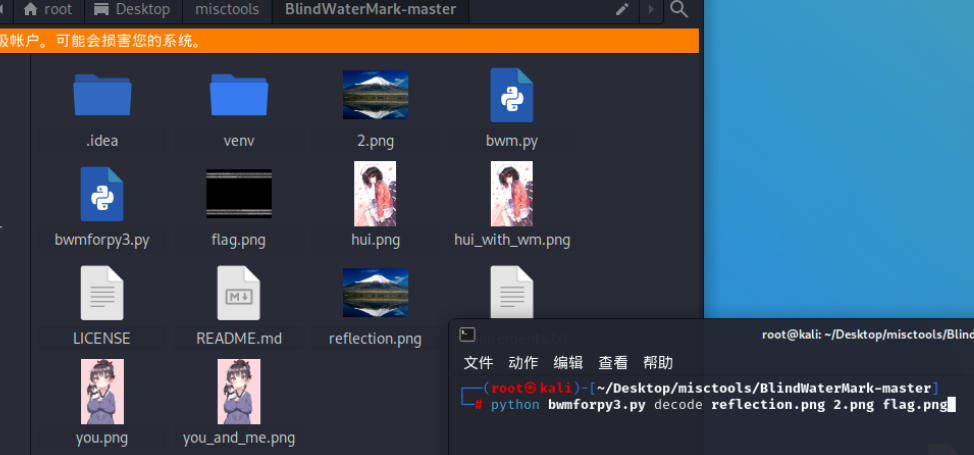 root Desktop misctools BlindWaterMark-master
级帐户。可能会损害您的系统。
.idea venv 2.png bwm.py
bwmforpy3.py flag.png hui.png hui_with_wm.png
LICENSE README.md reflection.png
you.png you_and_me.png
root@kali: ~/Desktop/misctools/Blind
文件 动作 编辑 查看 帮助
┌──(root㉿kali)-[~/Desktop/misctools/BlindWaterMark-master]
└─# python bwmforpy3.py decode reflection.png 2.png flag.png